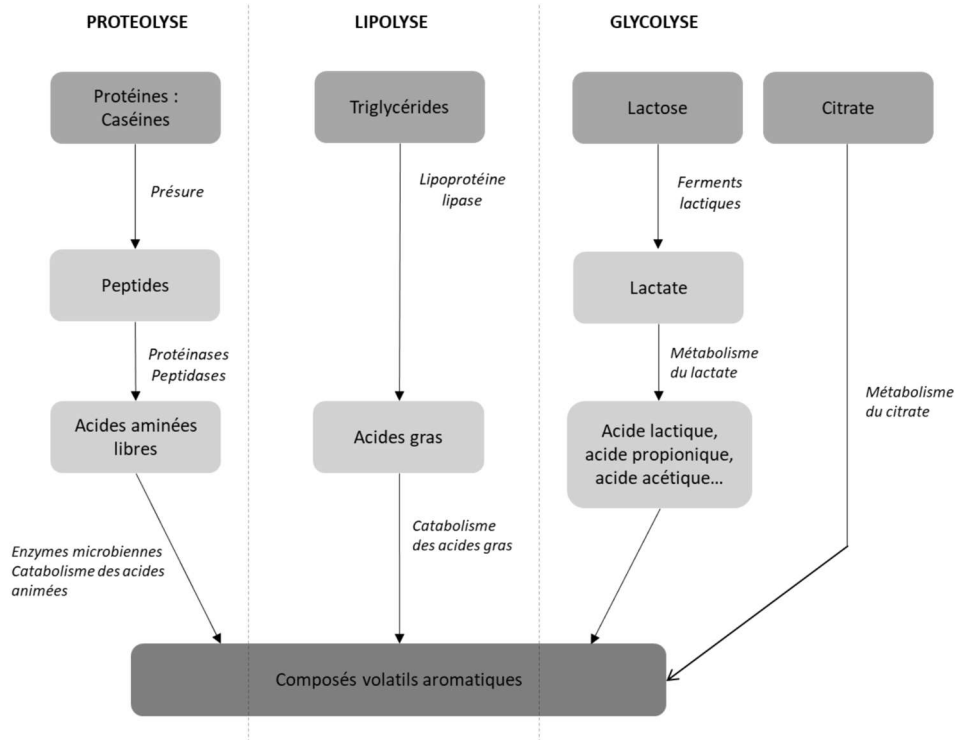 PROTEOLYSE
LIPOLYSE
GLYCOLYSE
Protéines :
Caséines
Triglycérides
Lactose
Citrate
Présure
Lipoprotéine
lipase
Ferments
lactiques
Peptides
Lactate
Protéinases
Peptidases
Métabolisme
du lactate
Métabolisme
du citrate
Acides aminées
libres
Acides gras
Acide lactique,
acide propionique,
acide acétique...
Enzymes microbiennes
Catabolisme des acides
animées
Catabolisme
des acides gras
Composés volatils aromatiques